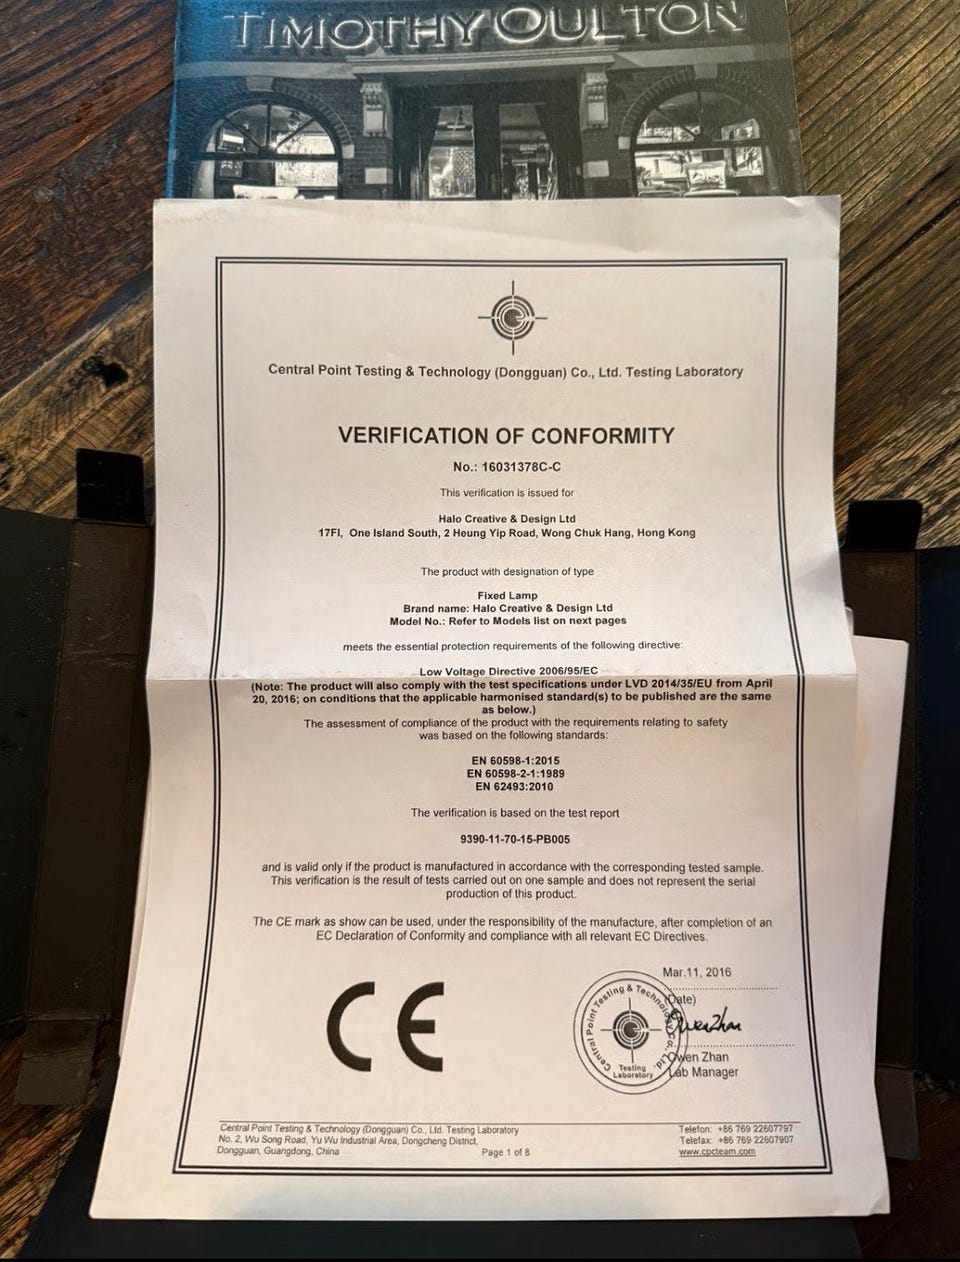 TIMOTHY OULTON
Central Point Testing & Technology (Dongguan) Co., Ltd. Testing Laboratory
VERIFICATION OF CONFORMITY
No.: 16031378C-C
This verification is issued for
Halo Creative & Design Ltd
17Fl, One Island South, 2 Heung Yip Road, Wong Chuk Hang, Hong Kong
The product with designation of type
Fixed Lamp
Brand name: Halo Creative & Design Ltd
Model No.: Refer to Models list on next pages
meets the essential protection requirements of the following directive:
Low Voltage Directive 2006/95/EC
(Note: The product will also comply with the test specifications under LVD 2014/35/EU from April
20, 2016; on conditions that the applicable harmonised standard(s) to be published are the same
as below.)
The assessment of compliance of the product with the requirements relating to safety
was based on the following standards:
EN 60598-1:2015
EN 60598-2-1:1989
EN 62493:2010
The verification is based on the test report
9390-11-70-15-PB005
and is valid only if the product is manufactured in accordance with the corresponding tested sample.
This verification is the result of tests carried out on one sample and does not represent the serial
production of this product.
The CE mark as show can be used, under the responsibility of the manufacture, after completion of an
EC Declaration of Conformity and compliance with all relevant EC Directives.
CE
Mar.11, 2016
(Date)
Owen Zhan
Owen Zhan
Lab Manager
Central Point Testing & Technology Co., Ltd.
Testing
Laboratory
Central Point Testing & Technology (Dongguan) Co., Ltd. Testing Laboratory
No. 2, Wu Song Road, Yu Wu Industrial Area, Dongcheng District,
Dongguan, Guangdong, China
Page 1 of 8
Telefon: +86 769 22607797
Telefax: +86 769 22607907
www.cpcteam.com